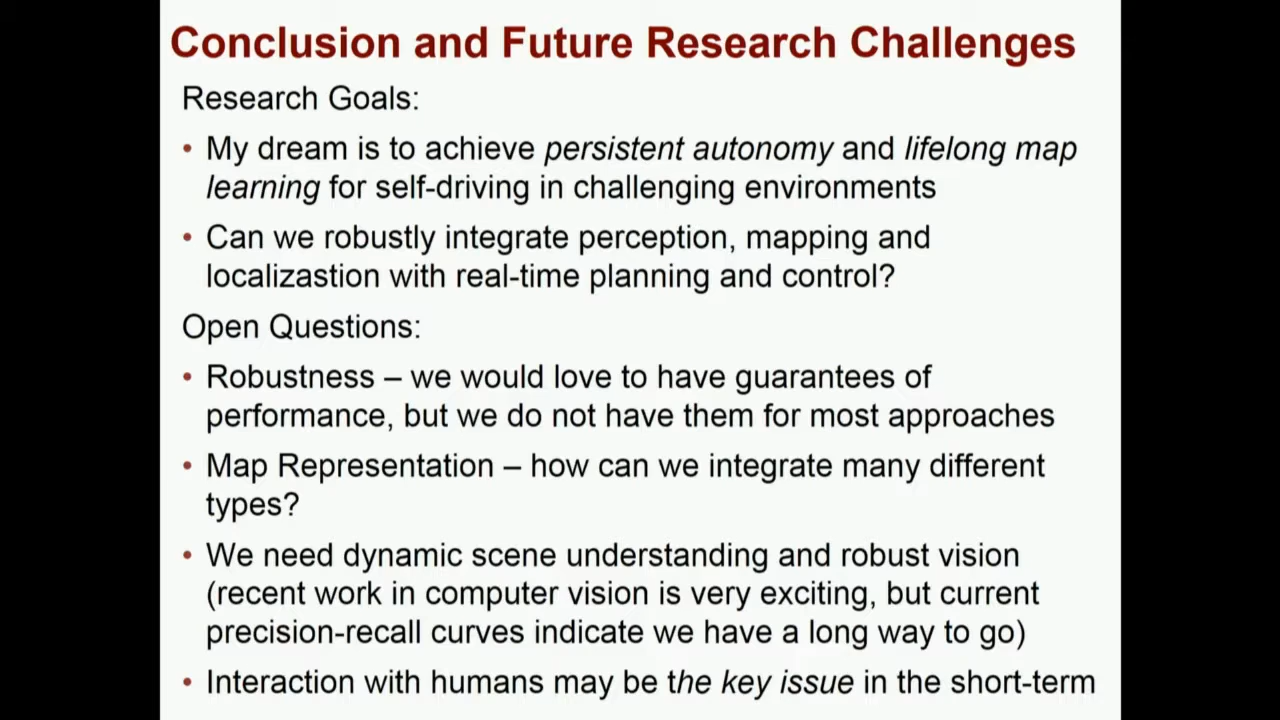 Conclusion and Future Research Challenges
Research Goals:
• My dream is to achieve persistent autonomy and lifelong map
learning for self-driving in challenging environments
• Can we robustly integrate perception, mapping and
localizastion with real-time planning and control?
Open Questions:
• Robustness – we would love to have guarantees of
performance, but we do not have them for most approaches
• Map Representation – how can we integrate many different
types?
• We need dynamic scene understanding and robust vision
(recent work in computer vision is very exciting, but current
precision-recall curves indicate we have a long way to go)
• Interaction with humans may be the key issue in the short-term